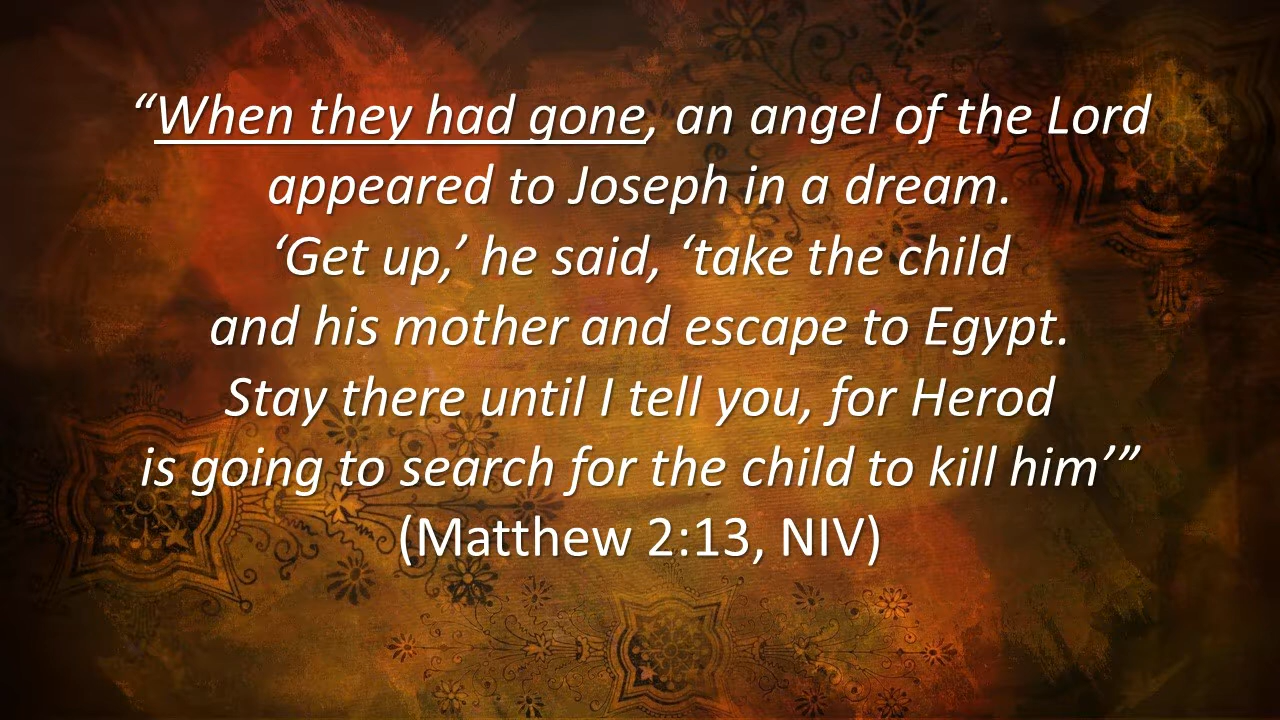 “When they had gone, an angel of the Lord
appeared to Joseph in a dream.
‘Get up,’ he said, ‘take the child
and his mother and escape to Egypt.
Stay there until I tell you, for Herod
is going to search for the child to kill him’”
(Matthew 2:13, NIV)